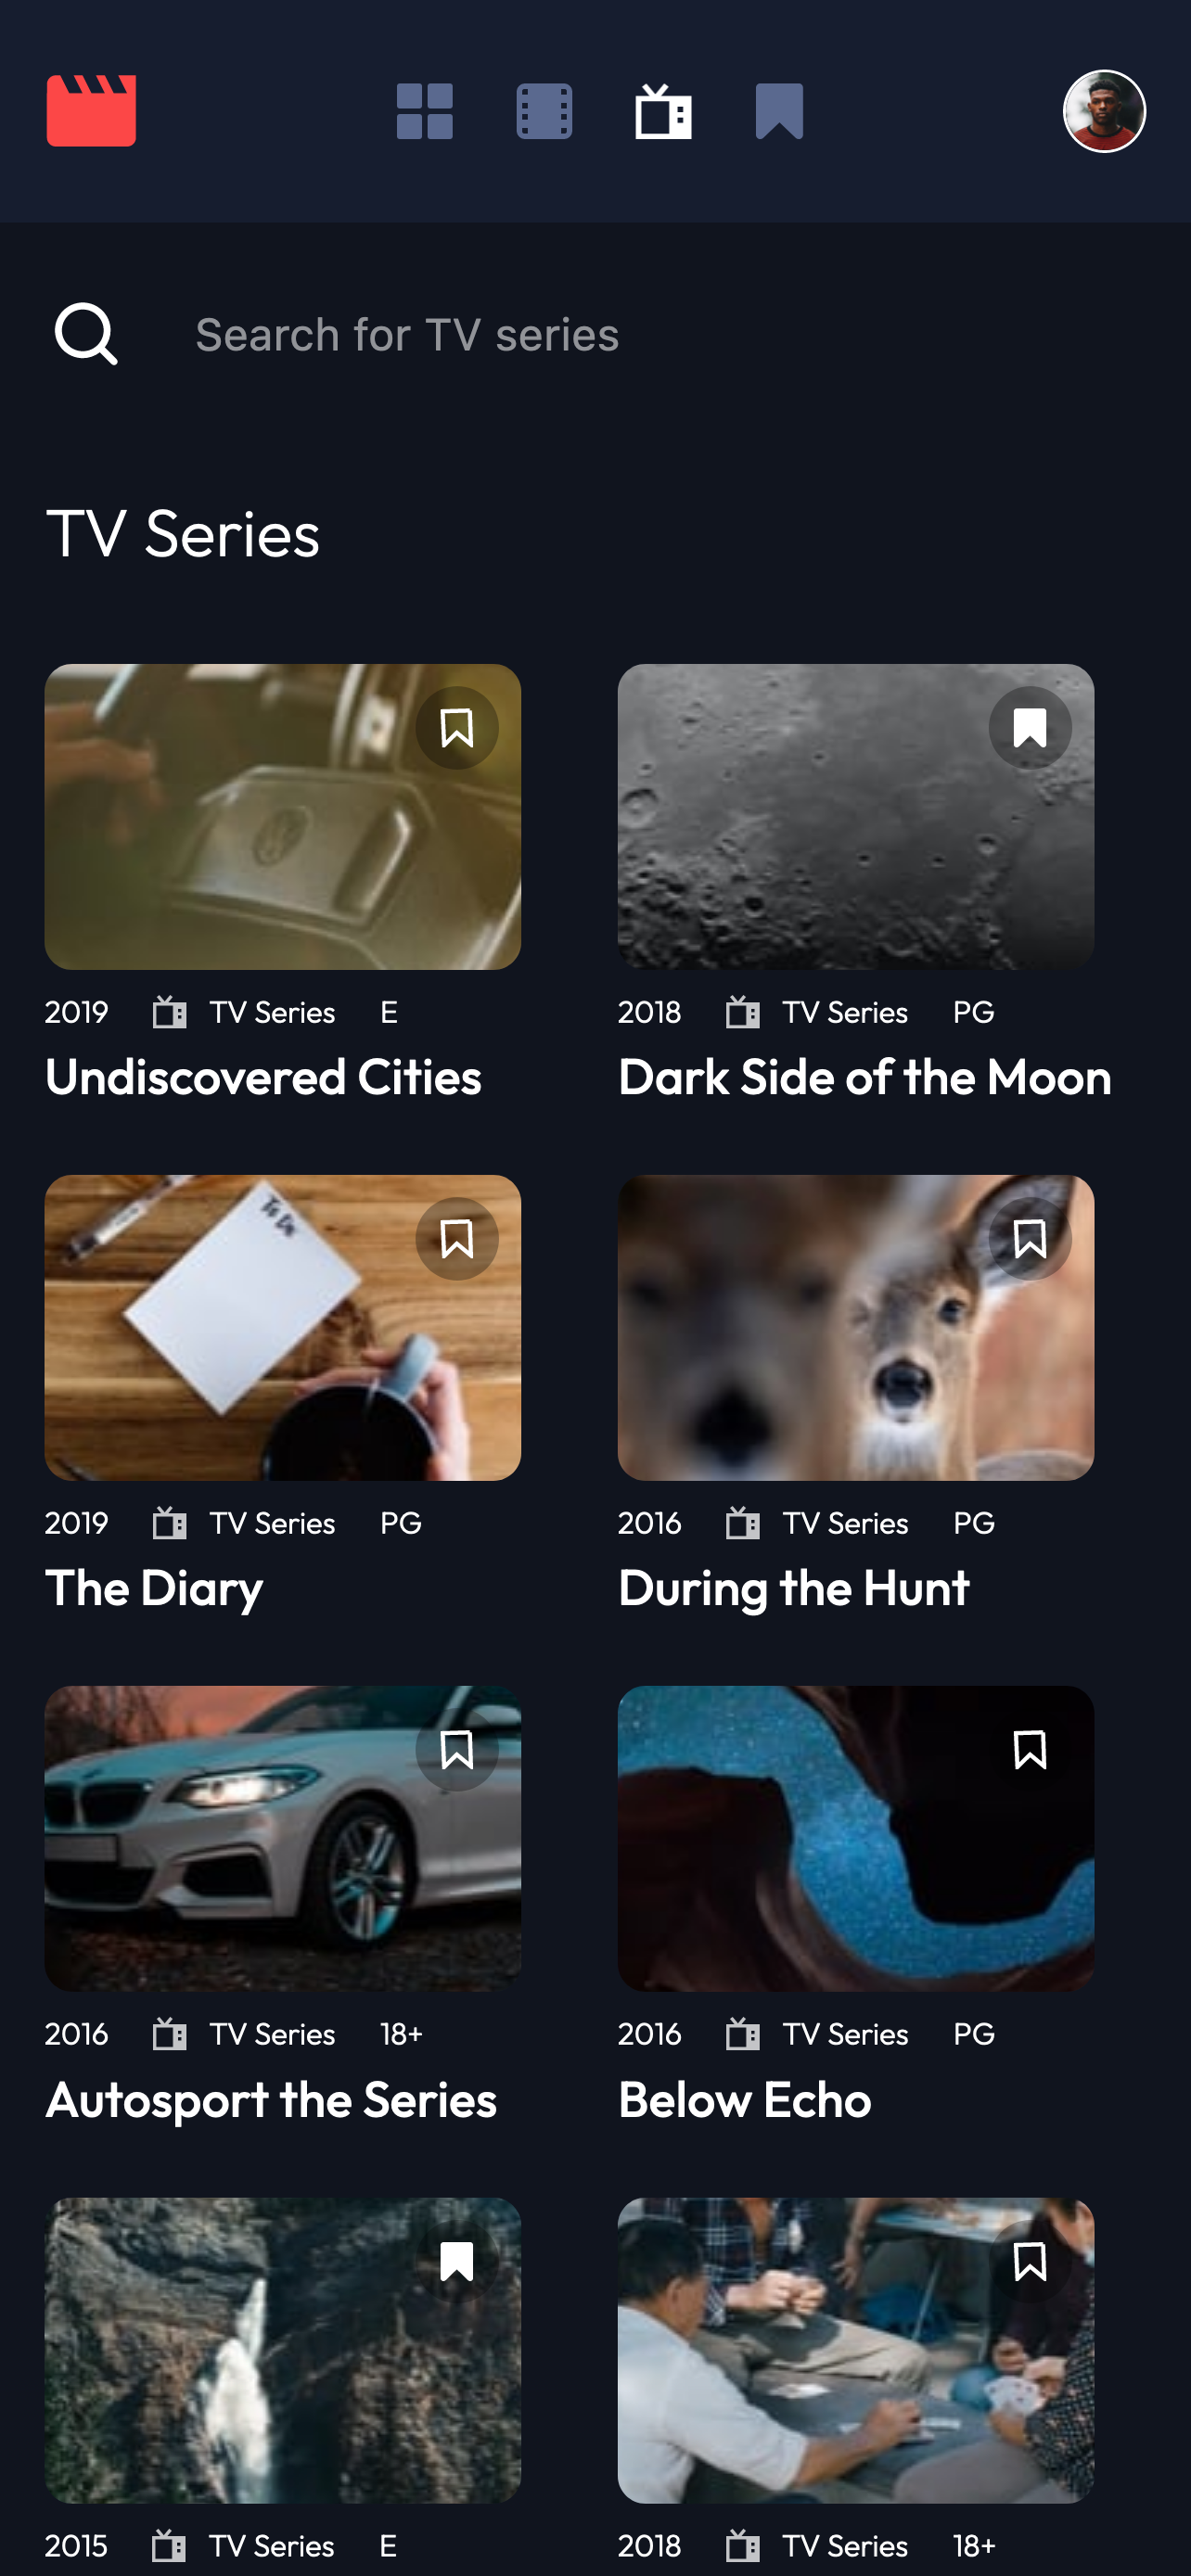 Search for TV series
TV Series
2019 TV Series E
Undiscovered Cities
2018 TV Series PG
Dark Side of the Moon
To Do
2019 TV Series PG
The Diary
2016 TV Series PG
During the Hunt
2016 TV Series 18+
Autosport the Series
2016 TV Series PG
Below Echo
2015 TV Series E
2018 TV Series 18+